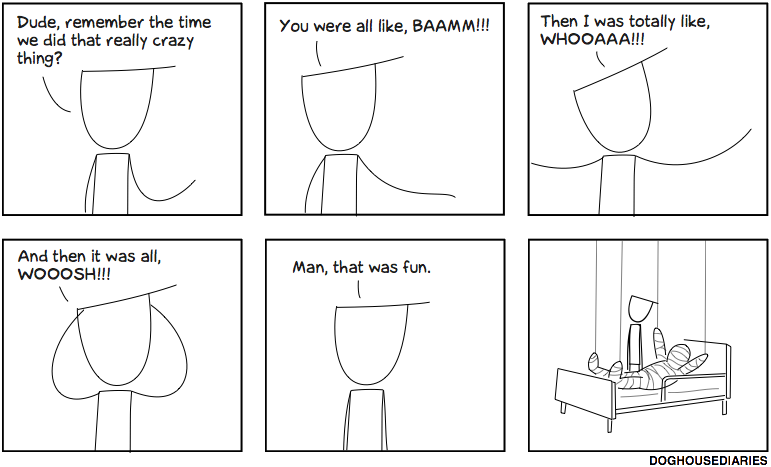 Dude, remember the time
we did that really crazy
thing?
You were all like, BAAMM!!!
Then I was totally like,
WHOOAAA!!!
And then it was all,
WOOOSH!!!
Man, that was fun.
DOGHOUSEDIARIES